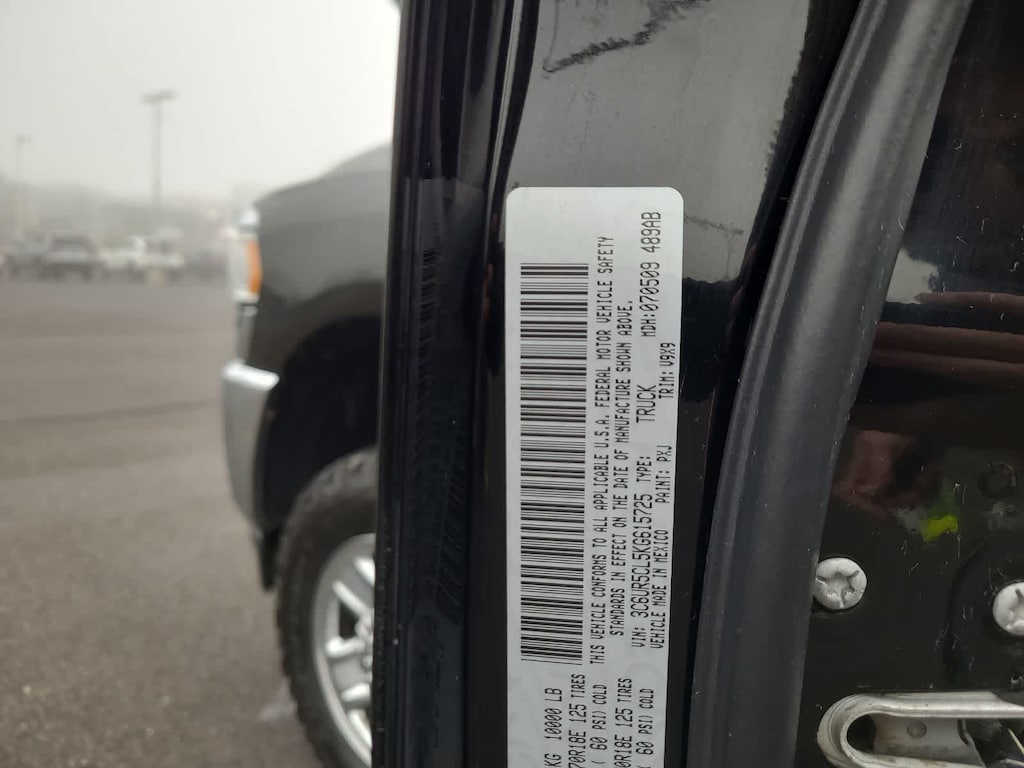 KG 10000 LB
70R18E 125 TIRES
( 60 PSI) COLD
THIS VEHICLE CONFORMS TO ALL APPLICABLE U.S.A. FEDERAL MOTOR VEHICLE SAFETY
STANDARDS IN EFFECT ON THE DATE OF MANUFACTURE SHOWN ABOVE.
VIN: 3C6UR5CL5KG615725 TYPE: TRUCK MDH:070509 489AB
VEHICLE MADE IN MEXICO PAINT: PXJ TRIM: V9X9
0R18E 125 TIRES
60 PSI) COLD